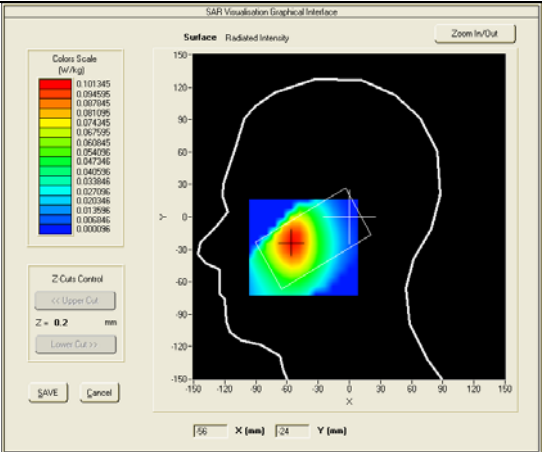 SAR Visualisation Graphical Interface
Surface Radiated Intensity
Zoom In/Out
Colors Scale
(W/kg)
0.101345
0.094595
0.087845
0.081095
0.074345
0.067595
0.060845
0.054096
0.047346
0.040596
0.033846
0.027096
0.020346
0.013596
0.006846
0.000096
Z-Cuts Control
<< Upper Cut
Z = 0.2 mm
Lower Cut >>
SAVE Cancel
150
120
90
60
30
0
-30
-60
-90
-120
-150
Y
-150 -120 -90 -60 -30 0 30 60 90 120 150
X
-56 X (mm) -24 Y (mm)